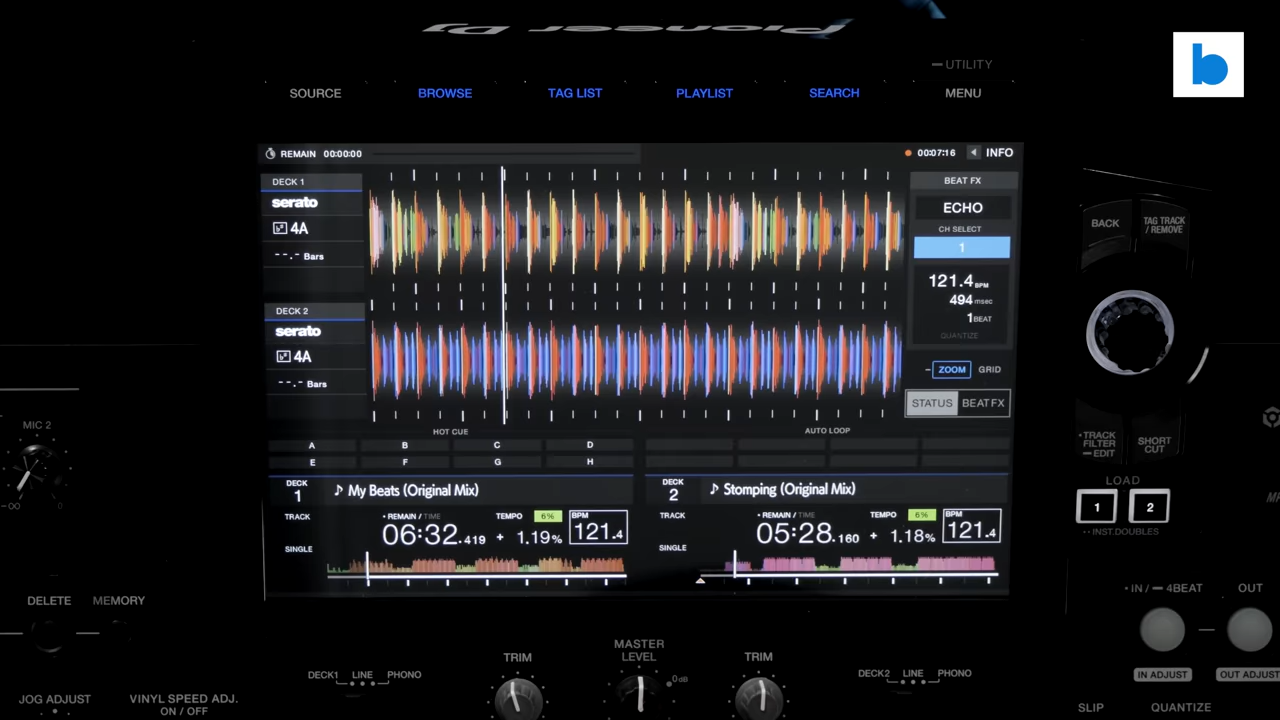 Pioneer Dj
UTILITY
SOURCE BROWSE TAG LIST PLAYLIST SEARCH MENU
b
REMAIN 00:00:00
00:07:16 INFO
DECK 1
serato
4A
--.- Bars
DECK 2
serato
4A
--.- Bars
BEAT FX
ECHO
CH SELECT
1
121.4 BPM
494 msec
1 BEAT
QUANTIZE
ZOOM GRID
STATUS BEAT FX
HOT CUE
AUTO LOOP
A B C D
E F G H
DECK 1 My Beats (Original Mix)
TRACK
SINGLE
REMAIN / TIME TEMPO 6% BPM
06:32.419 + 1.19% 121.4
DECK 2 Stomping (Original Mix)
TRACK
SINGLE
REMAIN / TIME TEMPO 6% BPM
05:28.160 + 1.18% 121.4
BACK
TAG TRACK
/ REMOVE
TRACK
FILTER
EDIT
SHORT
CUT
LOAD
1 2
INST.DOUBLES
IN / 4BEAT OUT
IN ADJUST OUT ADJUST
SLIP QUANTIZE
MIC 2
-∞ 0
DELETE MEMORY
JOG ADJUST
VINYL SPEED ADJ.
ON / OFF
DECK1 LINE PHONO
TRIM
MASTER
LEVEL
0dB
TRIM
DECK2 LINE PHONO